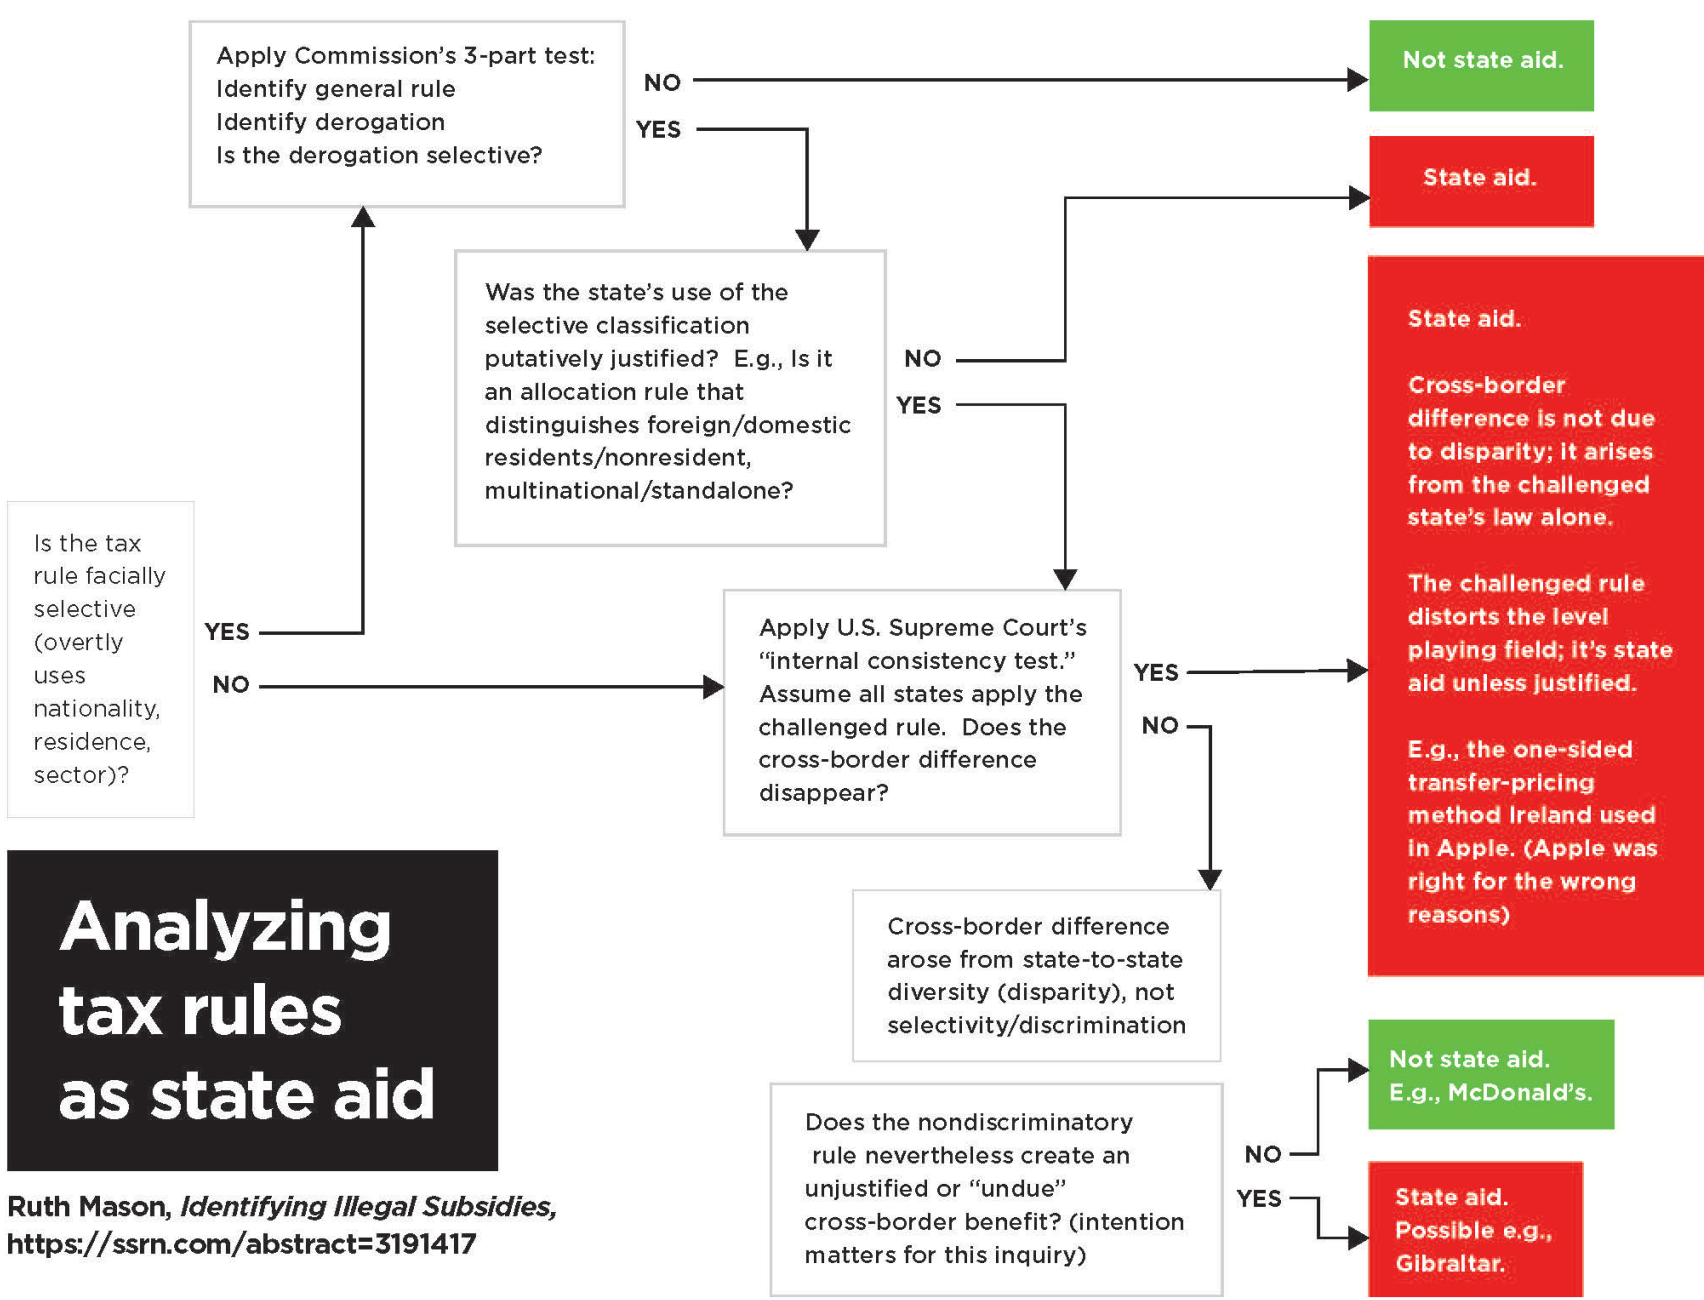 Apply Commission's 3-part test:
Identify general rule
Identify derogation
Is the derogation selective?
NO
YES
Not state aid.
State aid.
Was the state's use of the
selective classification
putatively justified?  E.g., Is it
an allocation rule that
distinguishes foreign/domestic
residents/nonresident,
multinational/standalone?
NO
YES
State aid.
Cross-border
difference is not due
to disparity; it arises
from the challenged
state's law alone.
The challenged rule
distorts the level
playing field; it's state
aid unless justified.
E.g., the one-sided
transfer-pricing
method Ireland used
in Apple. (Apple was
right for the wrong
reasons)
Is the tax
rule facially
selective
(overtly
uses
nationality,
residence,
sector)?
YES
NO
Apply U.S. Supreme Court's
“internal consistency test.”
Assume all states apply the
challenged rule.  Does the
cross-border difference
disappear?
YES
NO
Analyzing
tax rules
as state aid
Cross-border difference
arose from state-to-state
diversity (disparity), not
selectivity/discrimination
Does the nondiscriminatory
rule nevertheless create an
unjustified or “undue”
cross-border benefit? (intention
matters for this inquiry)
NO
YES
Not state aid.
E.g., McDonald's.
State aid.
Possible e.g.,
Gibraltar.
Ruth Mason, Identifying Illegal Subsidies,
https://ssrn.com/abstract=3191417